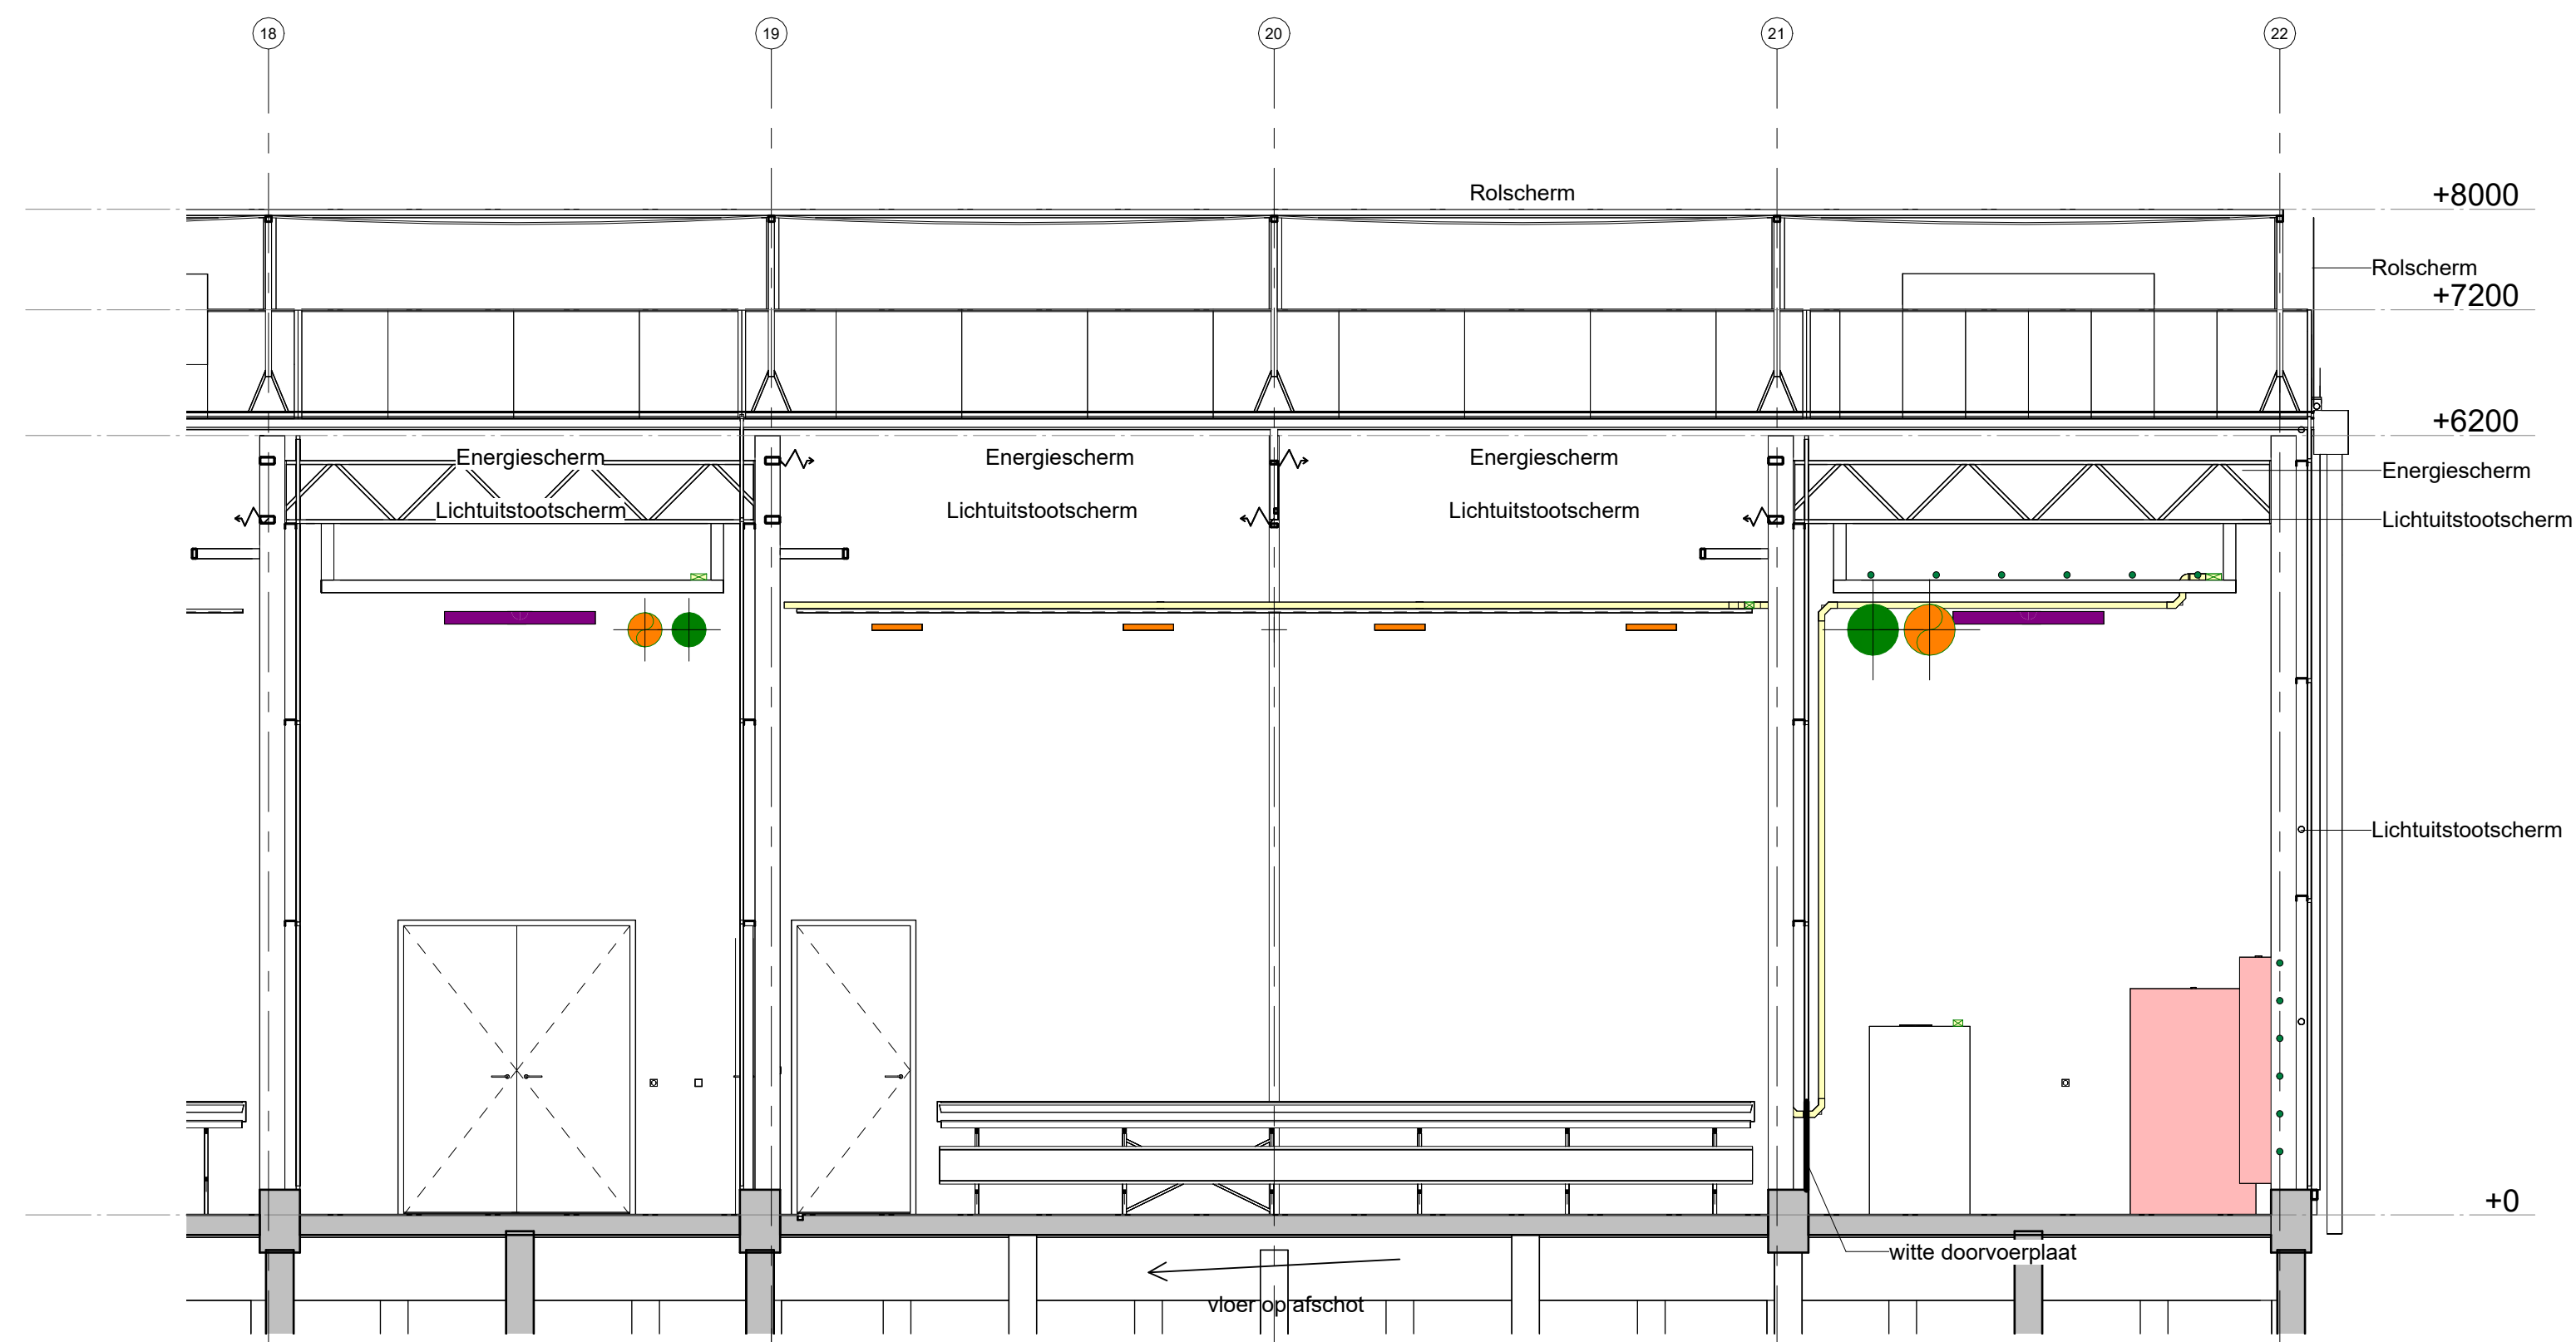 18 19 20 21 22
Rolscherm
+8000
Rolscherm
+7200
+6200
Energiescherm Energiescherm Energiescherm Energiescherm
Lichtuitstootscherm Lichtuitstootscherm Lichtuitstootscherm Lichtuitstootscherm
Lichtuitstootscherm
+0
witte doorvoerplaat
vloer op afschot